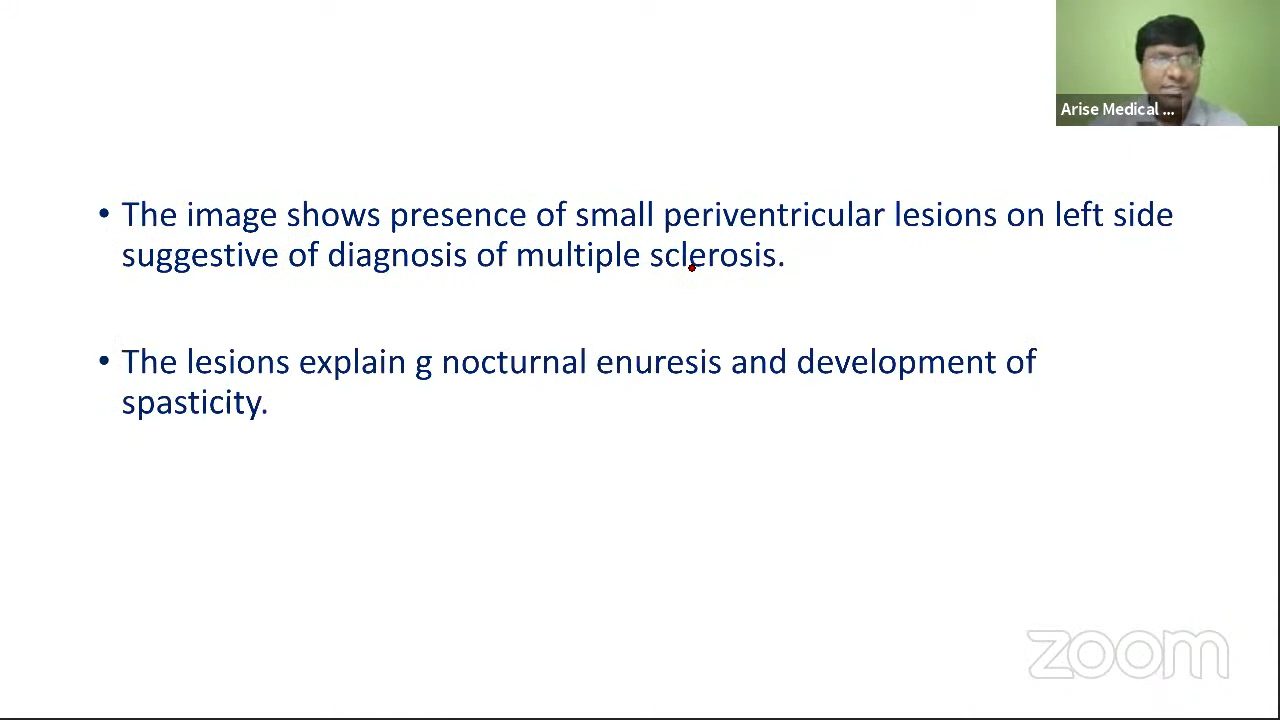 Arise Medical ...
• The image shows presence of small periventricular lesions on left side
suggestive of diagnosis of multiple sclerosis.
• The lesions explain g nocturnal enuresis and development of
spasticity.
zoom